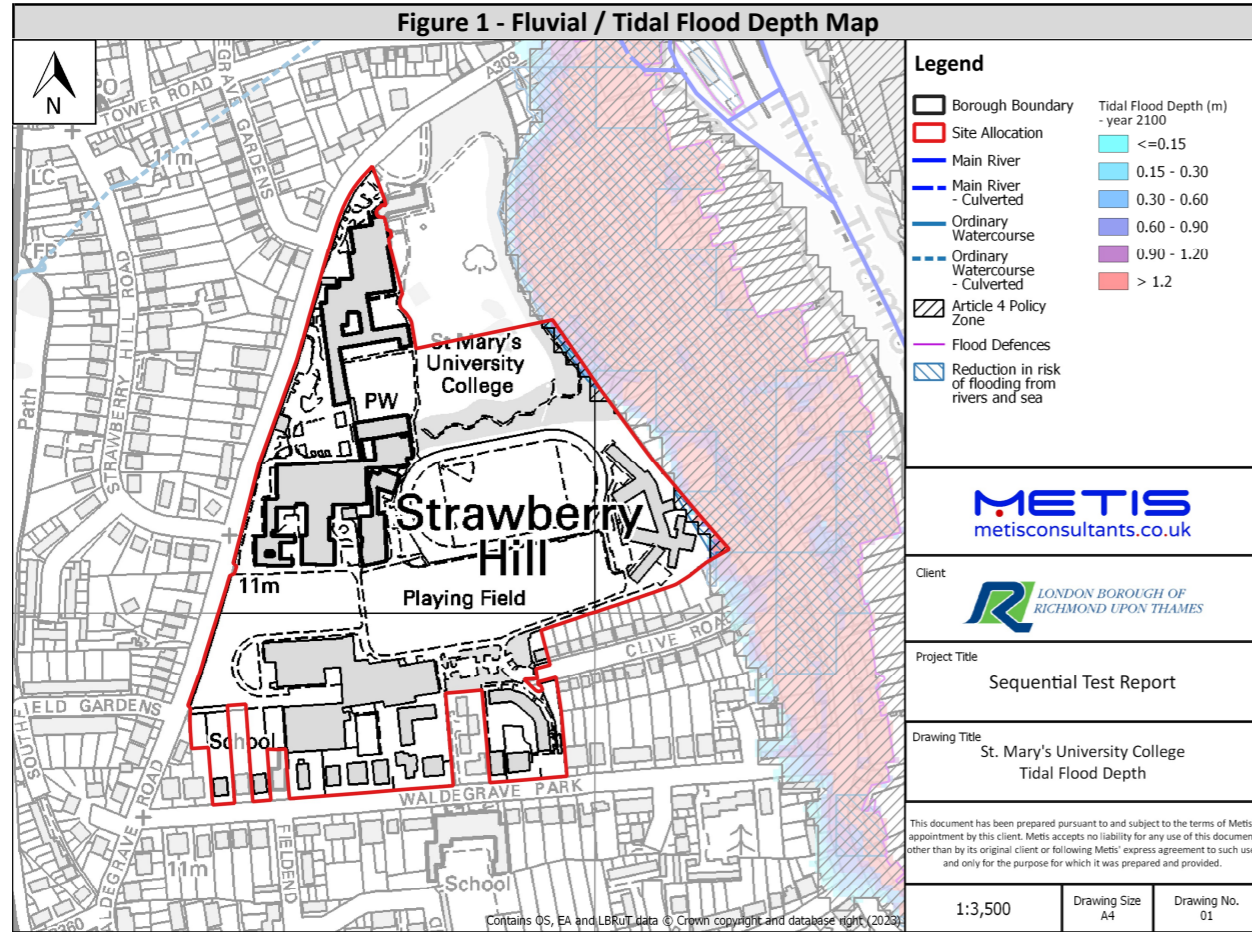 Figure 1 - Fluvial / Tidal Flood Depth Map
N
PO
TOWER ROAD
A309
11m
LC
FB
STRAWBERRY HILL ROAD
Path
River Thames
St Mary's
University
College
PW
Strawberry
Hill
11m
Playing Field
CLIVE ROAD
FIELD GARDENS
School
WALDEGRAVE PARK
WALDEGRAVE ROAD
SOUTH
FIELDEND
11m
School
Contains OS, EA and LBRuT data © Crown copyright and database right (2023)
Legend
Borough Boundary
Site Allocation
Main River
Main River
- Culverted
Ordinary
Watercourse
Ordinary
Watercourse
- Culverted
Article 4 Policy
Zone
Flood Defences
Reduction in risk
of flooding from
rivers and sea
Tidal Flood Depth (m)
- year 2100
<=0.15
0.15 - 0.30
0.30 - 0.60
0.60 - 0.90
0.90 - 1.20
> 1.2
METIS
metisconsultants.co.uk
Client
LONDON BOROUGH OF
RICHMOND UPON THAMES
Project Title
Sequential Test Report
Drawing Title
St. Mary's University College
Tidal Flood Depth
This document has been prepared pursuant to and subject to the terms of Metis'
appointment by this client. Metis accepts no liability for any use of this document
other than by its original client or following Metis' express agreement to such use
and only for the purpose for which it was prepared and provided.
1:3,500
Drawing Size
A4
Drawing No.
01